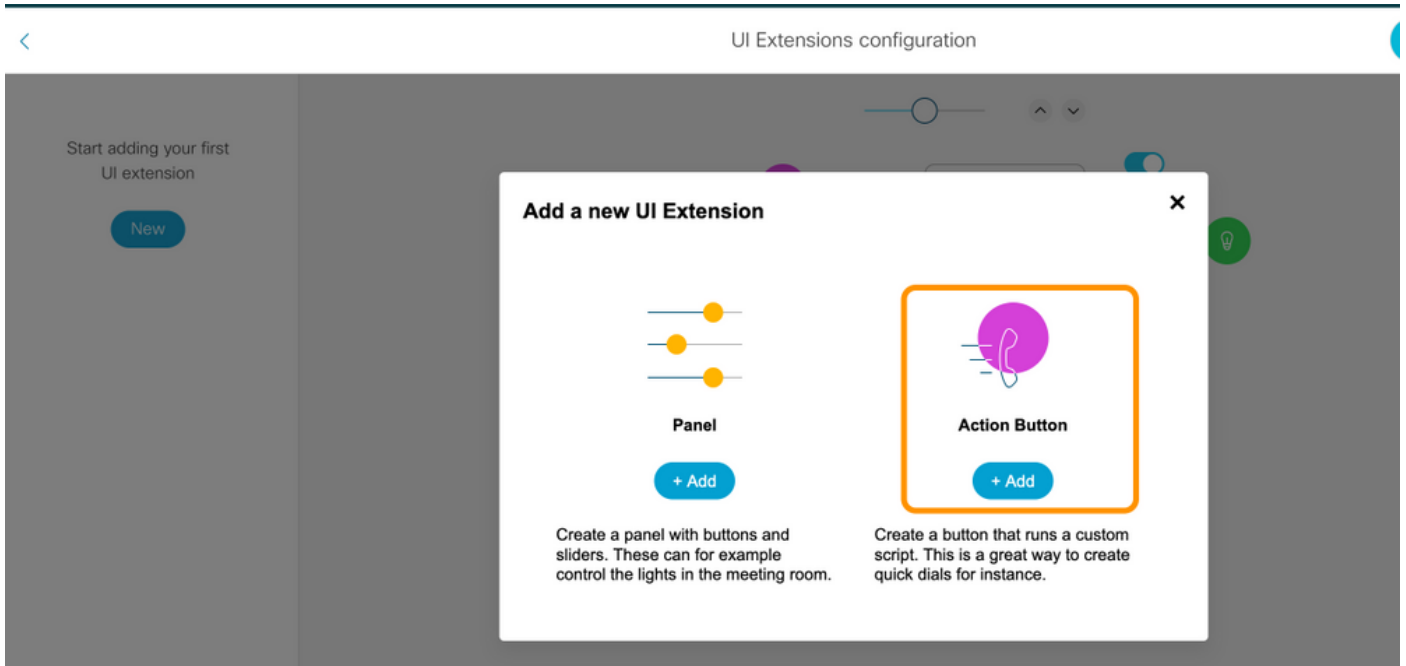 UI Extensions configuration
Start adding your first
UI extension
New
Add a new UI Extension
Panel
+ Add
Create a panel with buttons and
sliders. These can for example
control the lights in the meeting room.
Action Button
+ Add
Create a button that runs a custom
script. This is a great way to create
quick dials for instance.